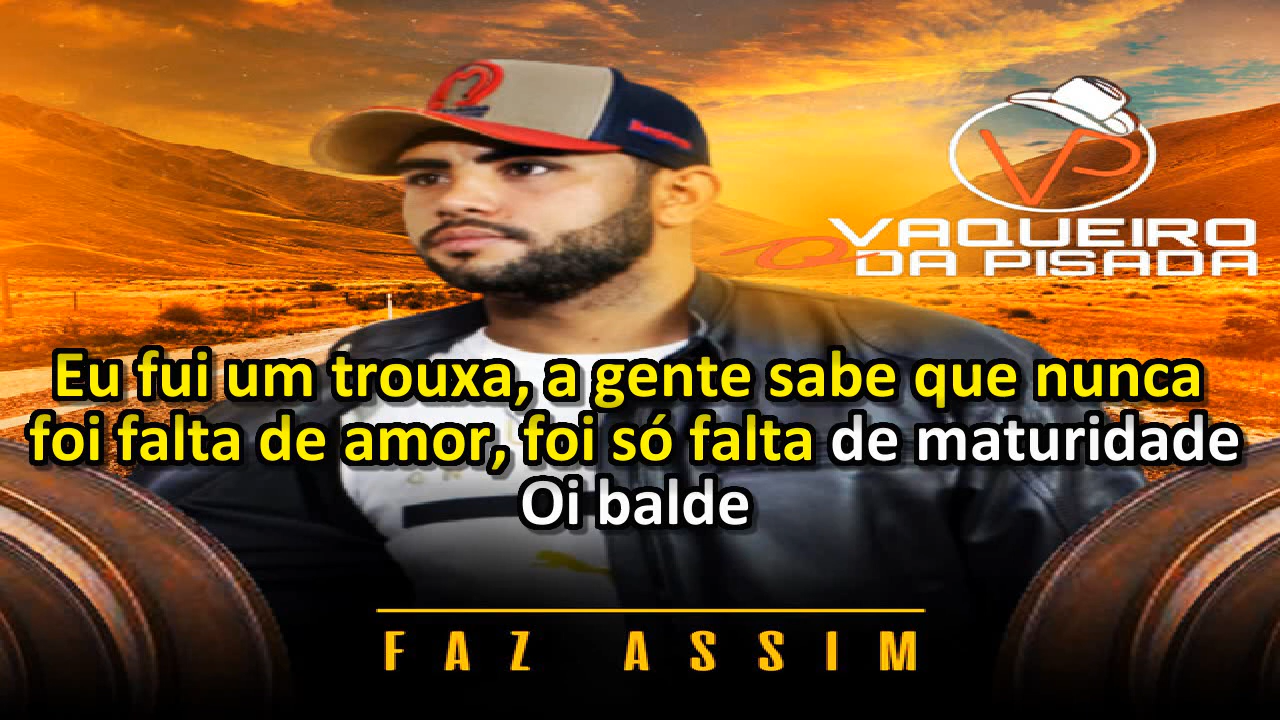 VP
O VAQUEIRO
DA PISADA
Eu fui um trouxa, a gente sabe que nunca
foi falta de amor, foi só falta de maturidade
Oi balde
FAZ ASSIM